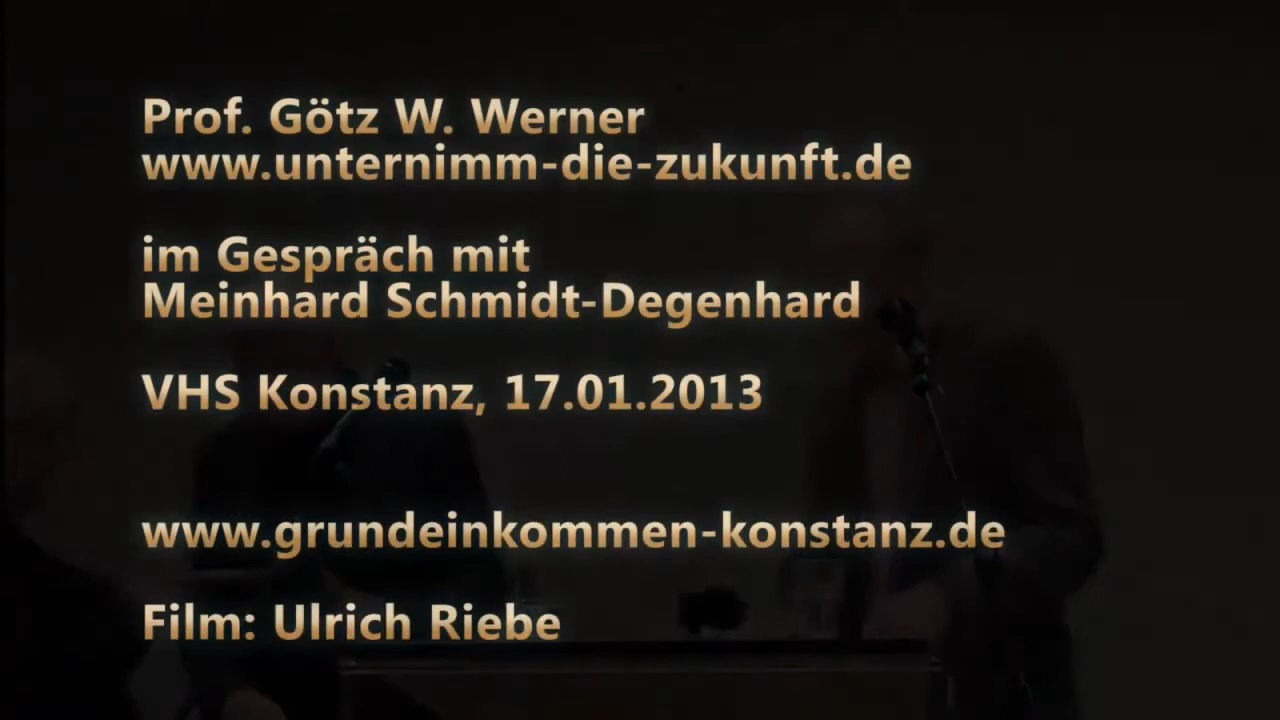 Prof. Götz W. Werner
www.unternimm-die-zukunft.de
im Gespräch mit
Meinhard Schmidt-Degenhard
VHS Konstanz, 17.01.2013
www.grundeinkommen-konstanz.de
Film: Ulrich Riebe